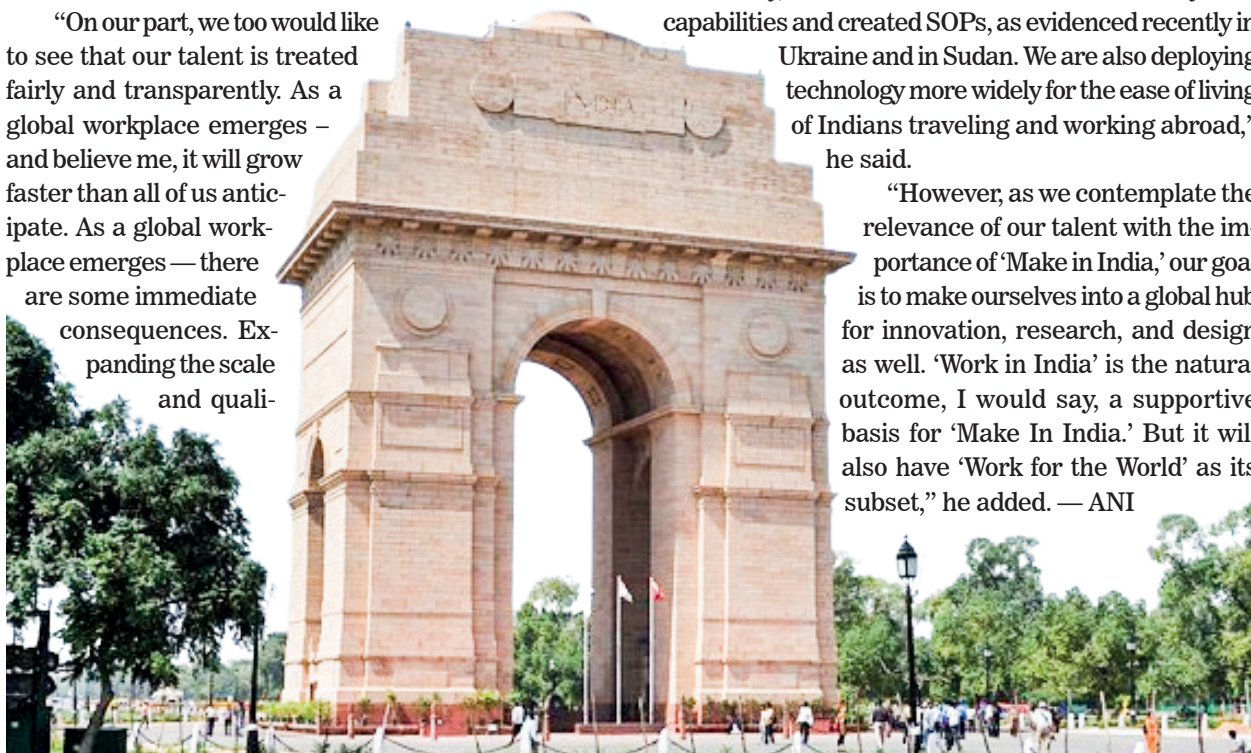 “On our part, we too would like
to see that our talent is treated
fairly and transparently. As a
global workplace emerges –
and believe me, it will grow
faster than all of us antic-
ipate. As a global work-
place emerges — there
are some immediate
consequences. Ex-
panding the scale
and quali-
capabilities and created SOPs, as evidenced recently in
Ukraine and in Sudan. We are also deploying
technology more widely for the ease of living
of Indians traveling and working abroad,”
he said.
“However, as we contemplate the
relevance of our talent with the im-
portance of ‘Make in India,’ our goa
is to make ourselves into a global hub
for innovation, research, and design
as well. ‘Work in India’ is the natura
outcome, I would say, a supportive
basis for ‘Make In India.’ But it wil
also have ‘Work for the World’ as its
subset,” he added. — ANI
INDIA